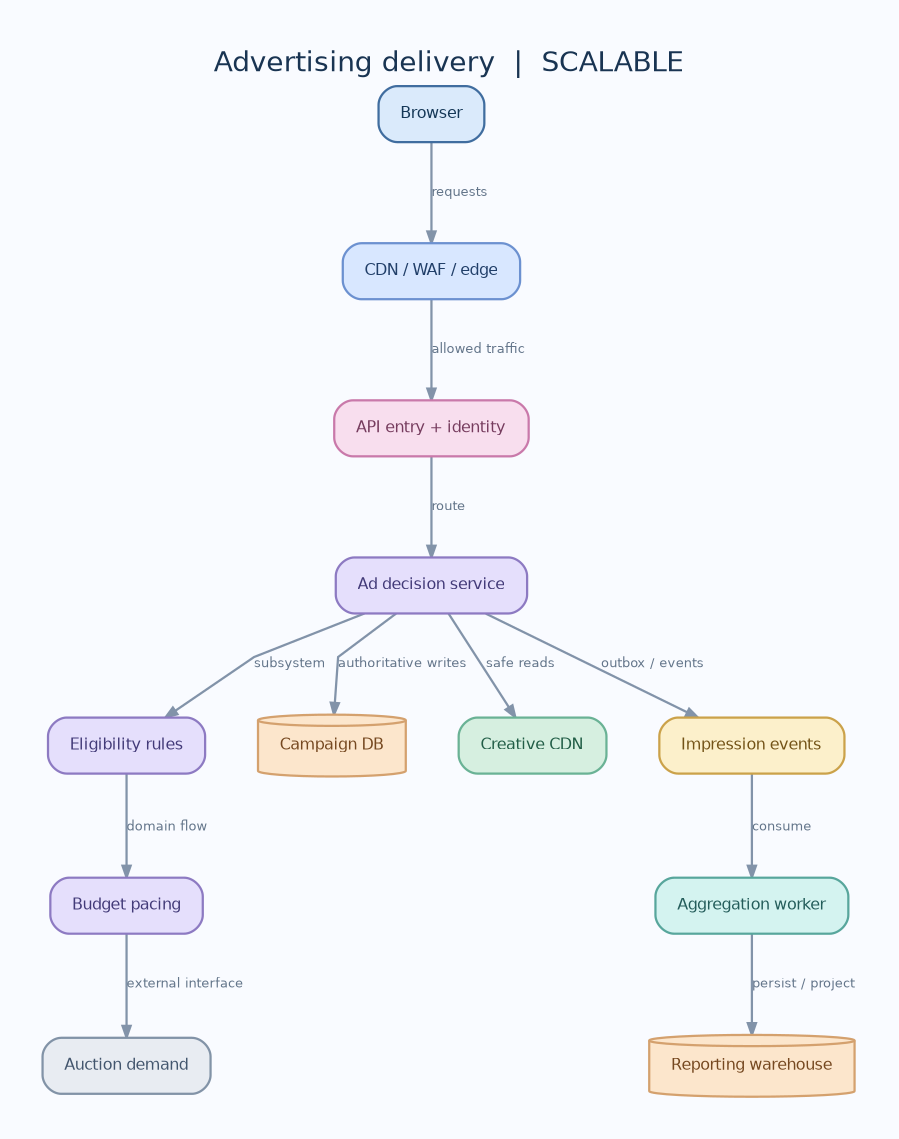 Advertising delivery  |  SCALABLE
Browser
requests
CDN / WAF / edge
allowed traffic
API entry + identity
route
Ad decision service
subsystem
authoritative writes
safe reads
outbox / events
Eligibility rules
Campaign DB
Creative CDN
Impression events
domain flow
consume
Budget pacing
Aggregation worker
external interface
persist / project
Auction demand
Reporting warehouse